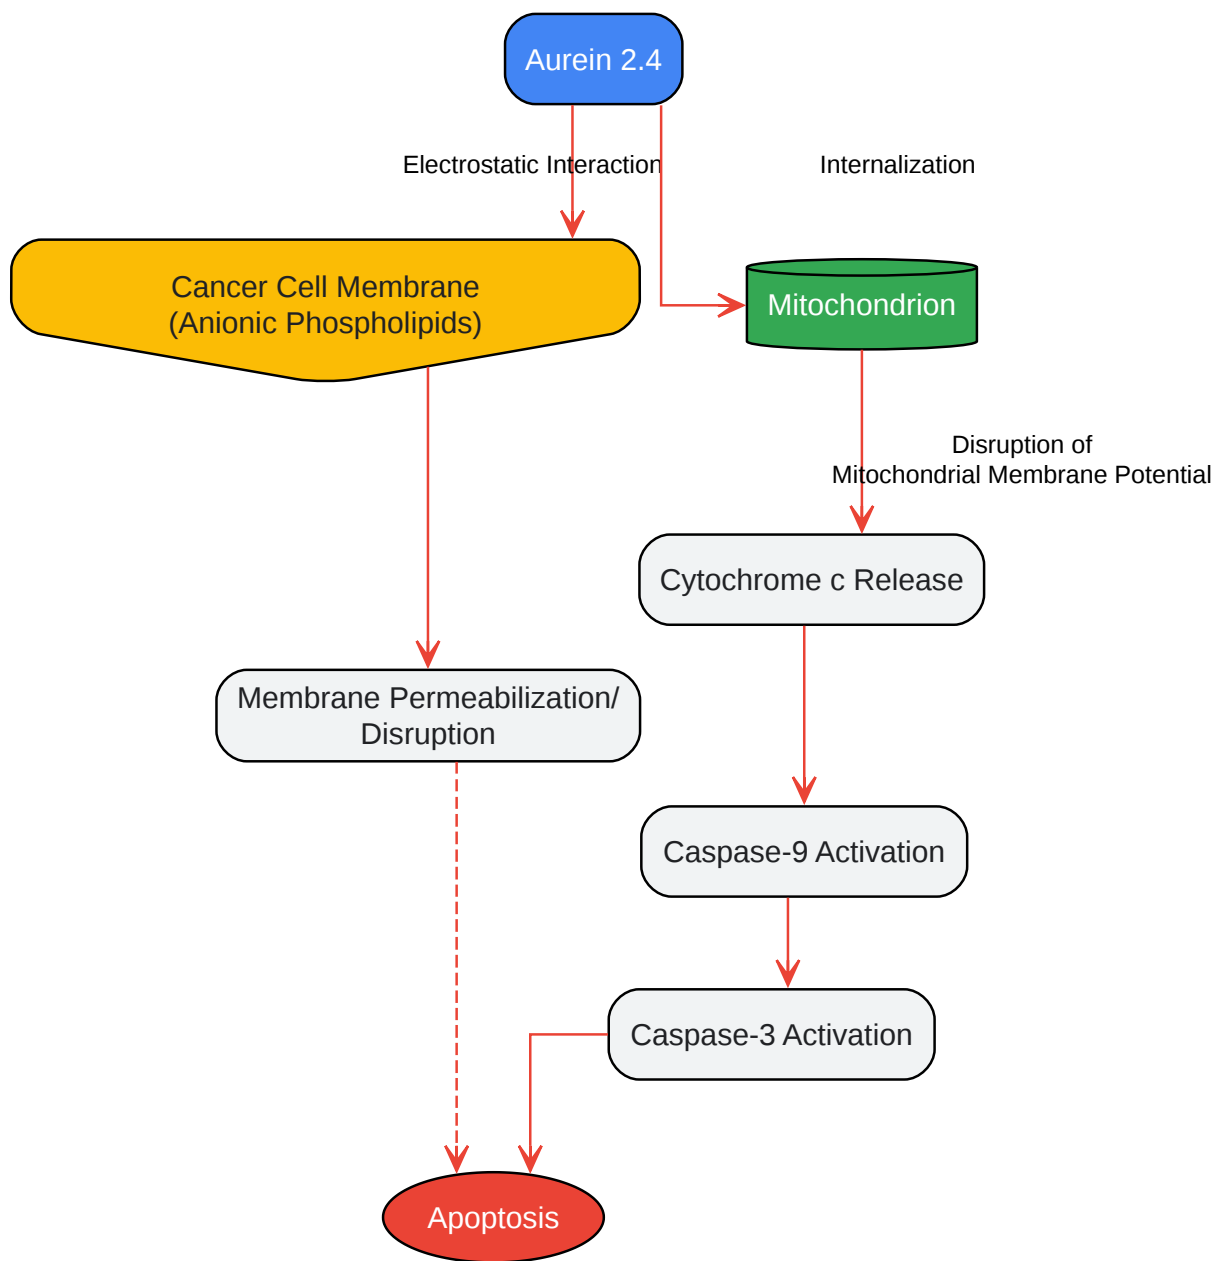 Aurein 2.4
Electrostatic Interaction
Internalization
Cancer Cell Membrane
(Anionic Phospholipids)
Mitochondrion
Disruption of
Mitochondrial Membrane Potential
Cytochrome c Release
Membrane Permeabilization/
Disruption
Caspase-9 Activation
Caspase-3 Activation
Apoptosis